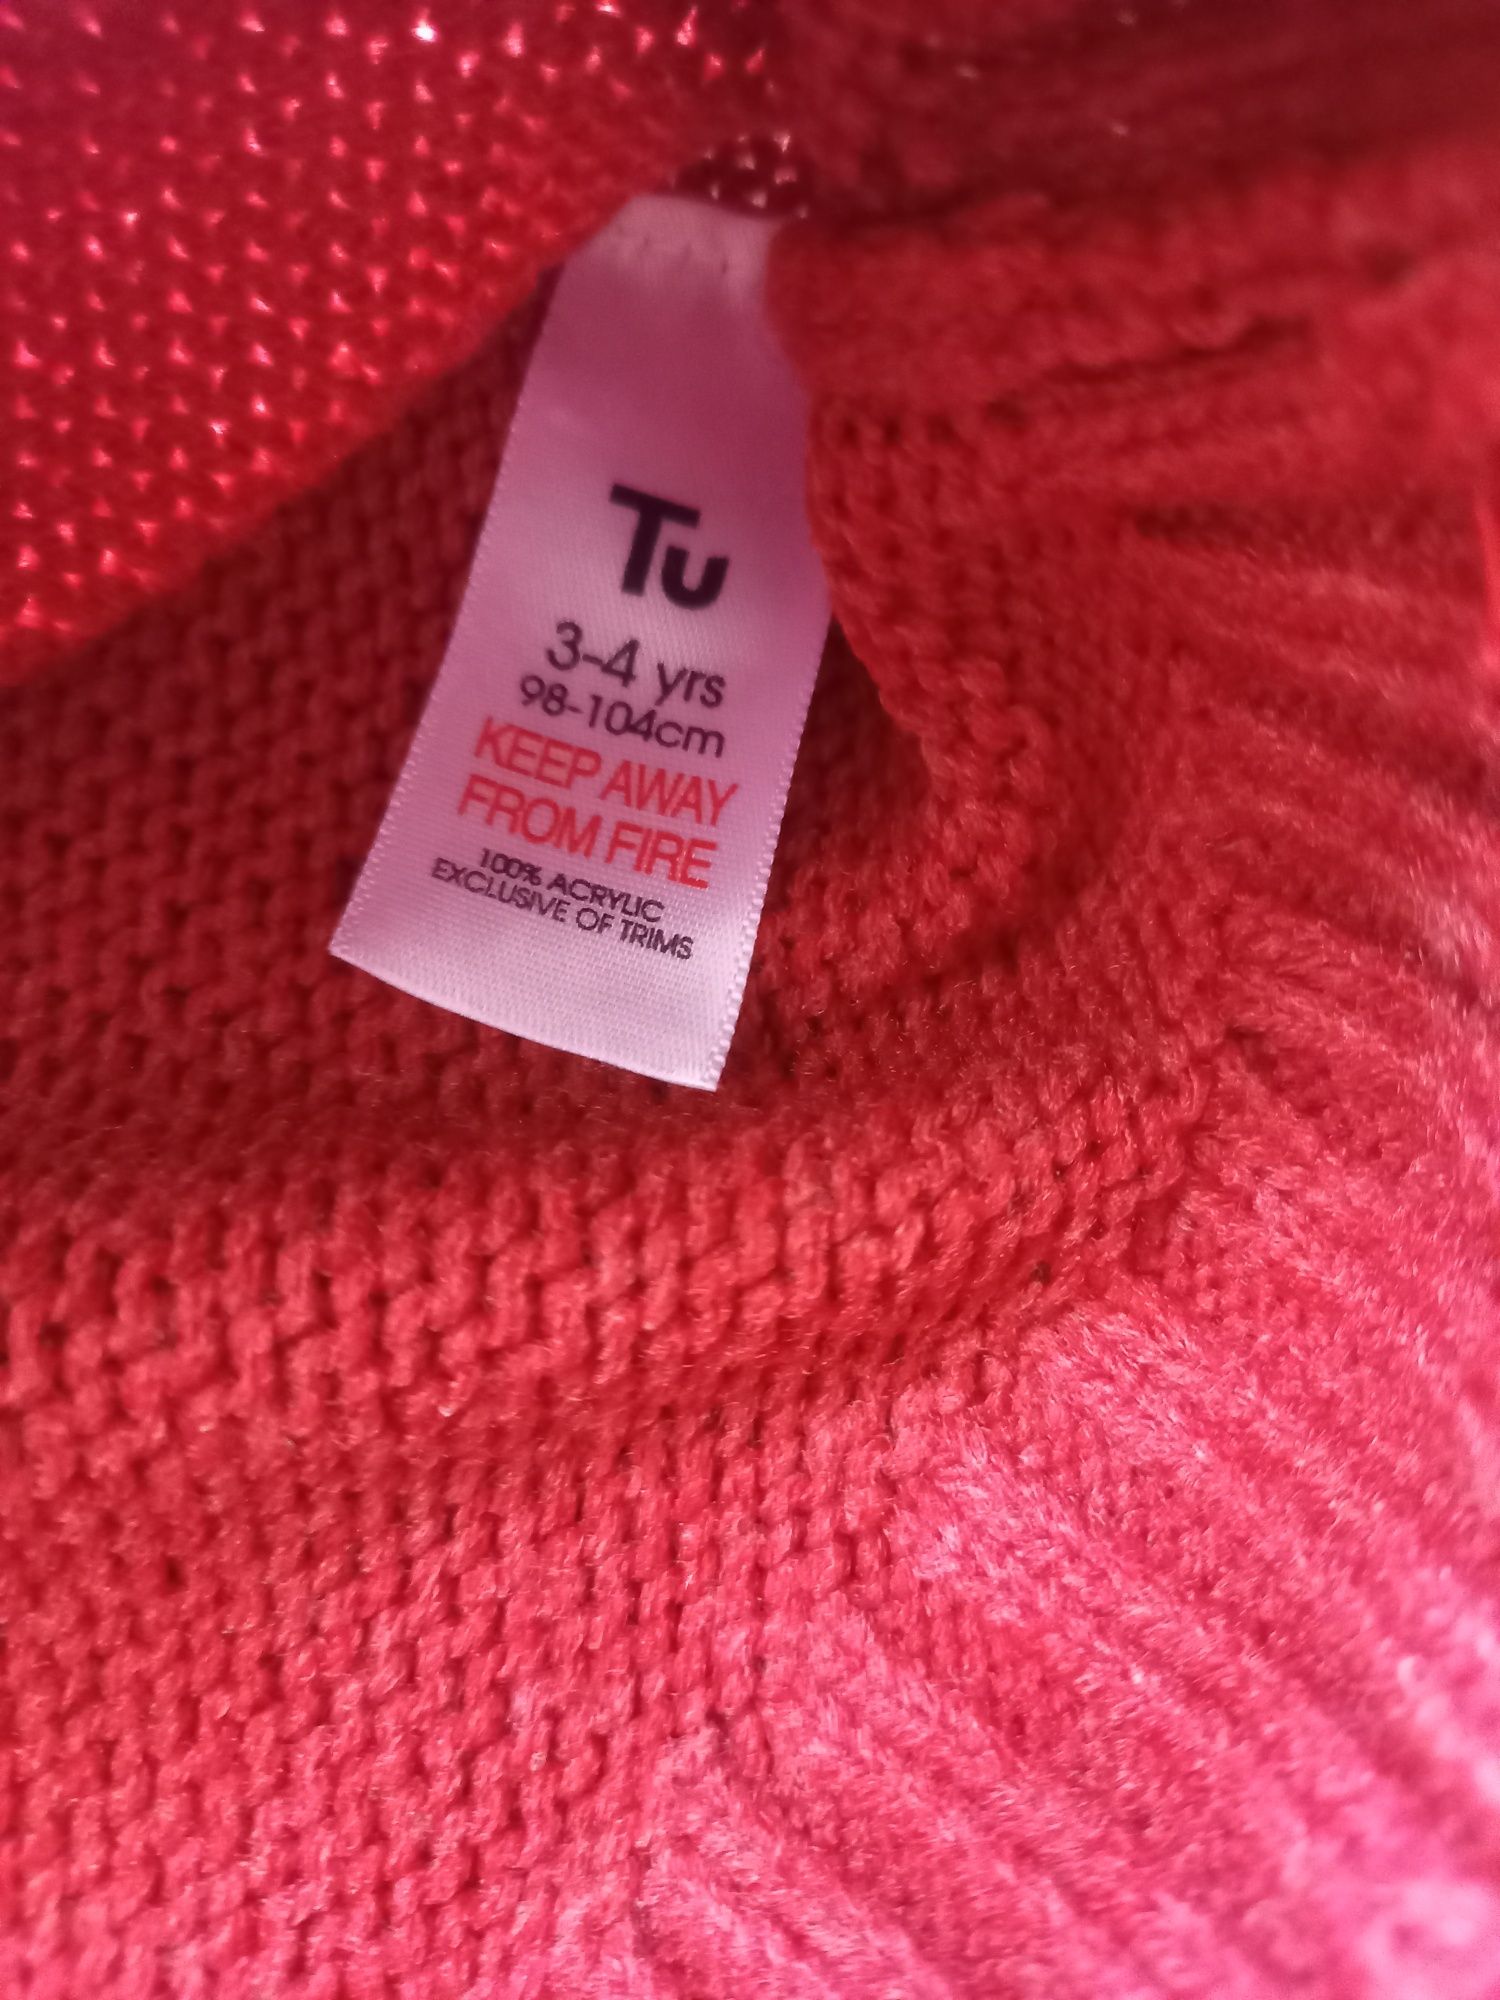 Tu
3-4 yrs
98-104cm
KEEP AWAY
FROM FIRE
100% ACRYLIC
EXCLUSIVE OF TRIMS